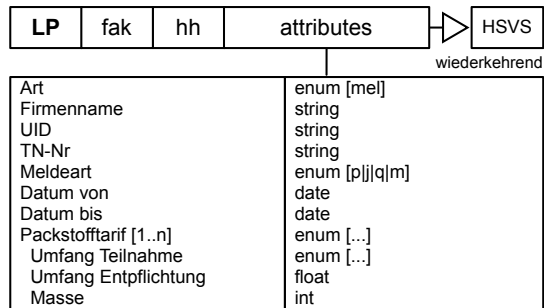 LP fak hh attributes HSVS
wiederkehrend
Art enum [mel]
Firmenname string
UID string
TN-Nr string
Meldeart enum [p|j|q|m]
Datum von date
Datum bis date
Packstofftarif [1..n] enum [...]
Umfang Teilnahme enum [...]
Umfang Entpflichtung float
Masse int